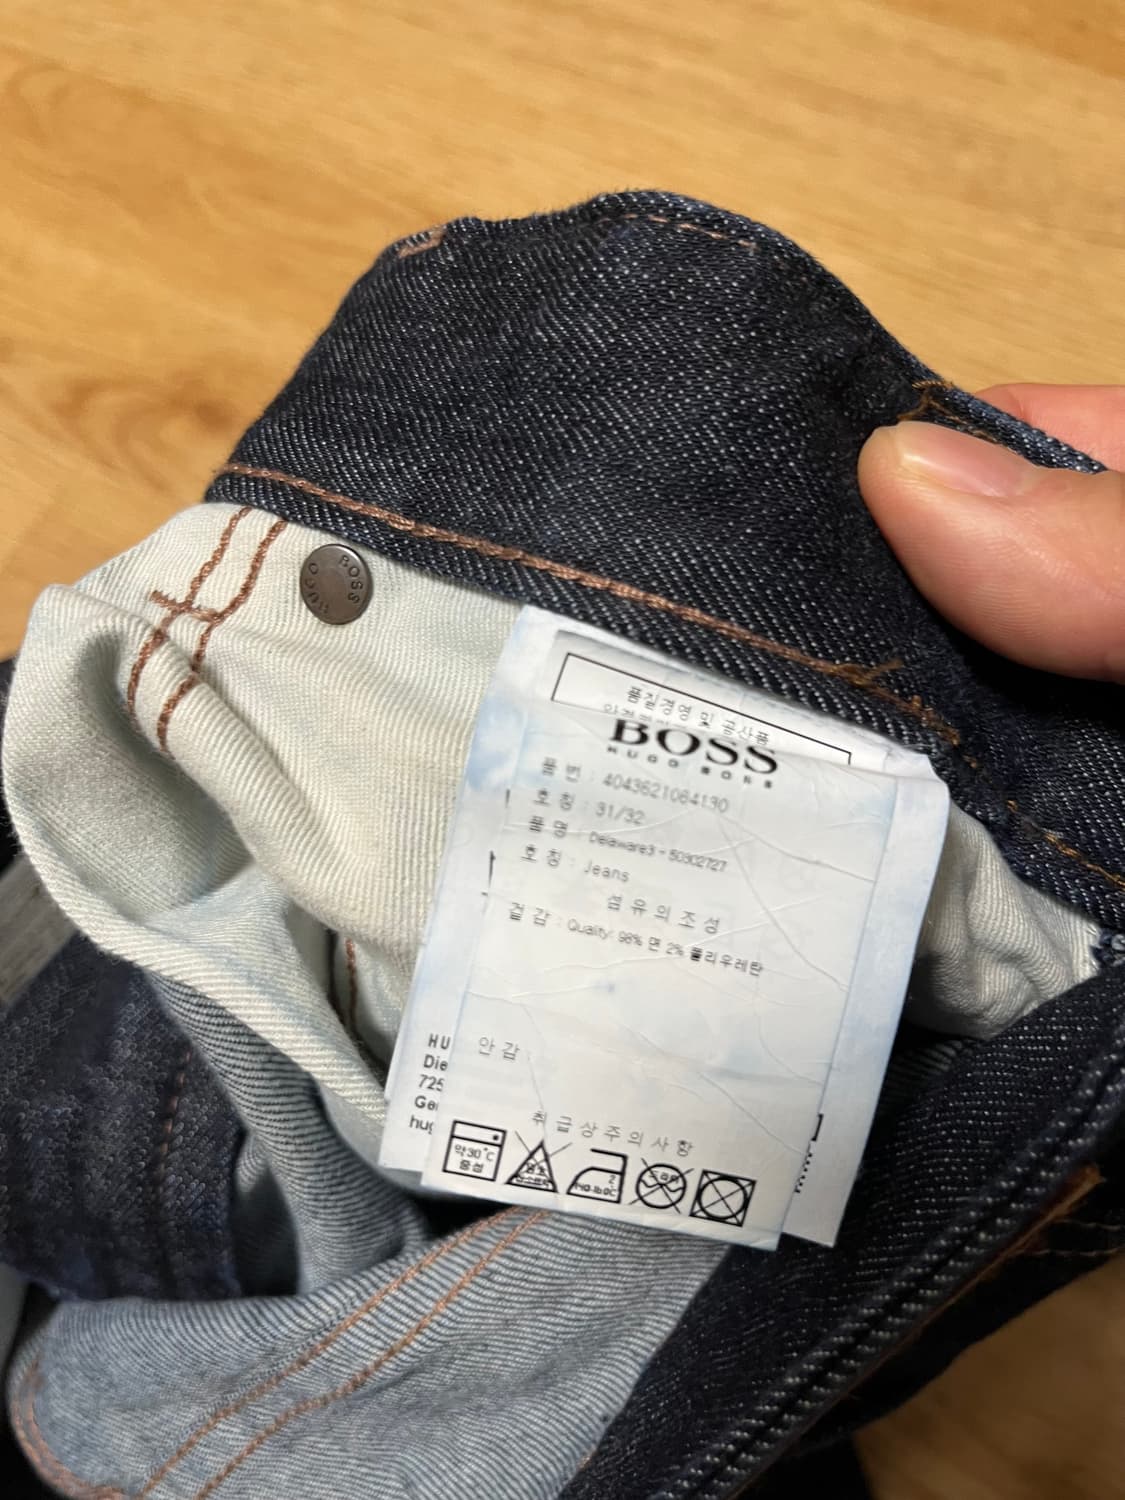 BOSS HUGO
품질경영 및 공산품
BOSS
HUGO BOSS
품 번 : 4043621064130
호 칭 : 31/32
품 명 : Delaware3 - 50302727
호 칭 : Jeans
섬 유 의 조 성
겉 감 : Quality: 98% 면 2% 폴리우레탄
안 감 :
HU
Die
725
Ge
hug
취 급 상 주 의 사 항
약30℃
중성